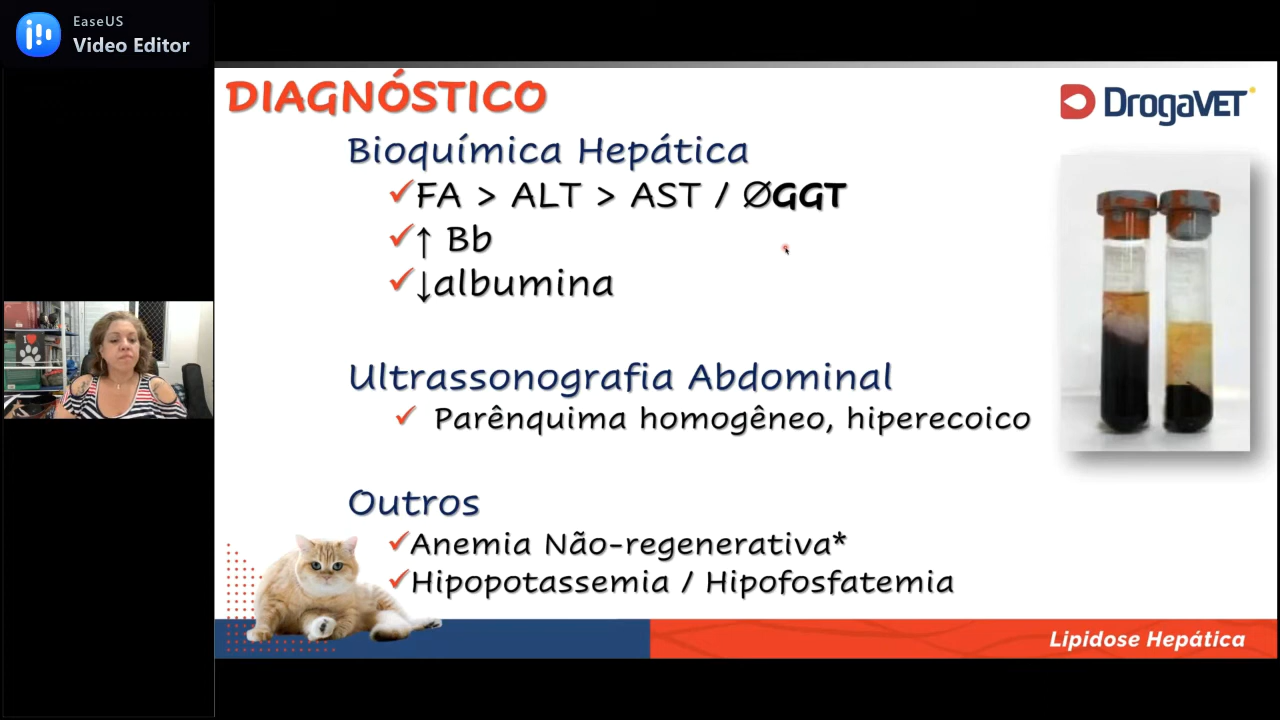 EaseUS
Video Editor
DIAGNÓSTICO
DrogaVET
Bioquímica Hepática
✓FA > ALT > AST / ØGGT
✓↑ Bb
✓↓albumina
Ultrassonografia Abdominal
✓ Parênquima homogêneo, hiperecoico
Outros
✓Anemia Não-regenerativa*
✓Hipopotassemia / Hipofosfatemia
Lipidose Hepática